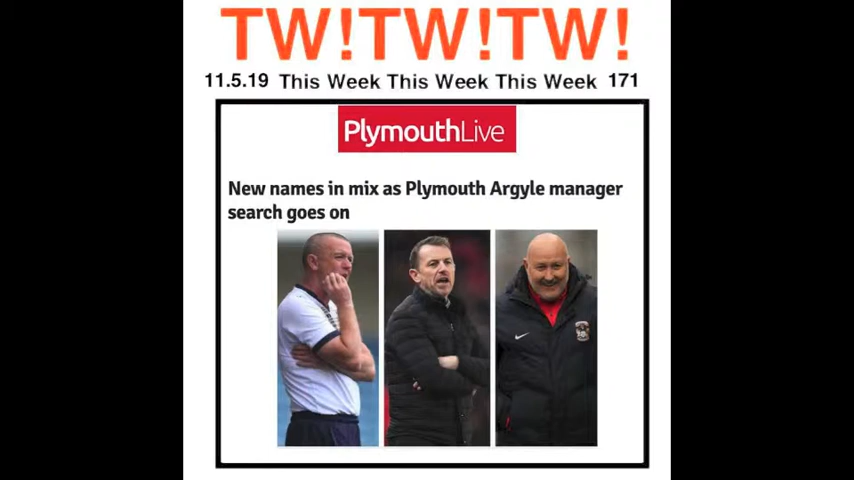 TW!TW!TW!
11.5.19 This Week This Week This Week 171
PlymouthLive
New names in mix as Plymouth Argyle manager
search goes on